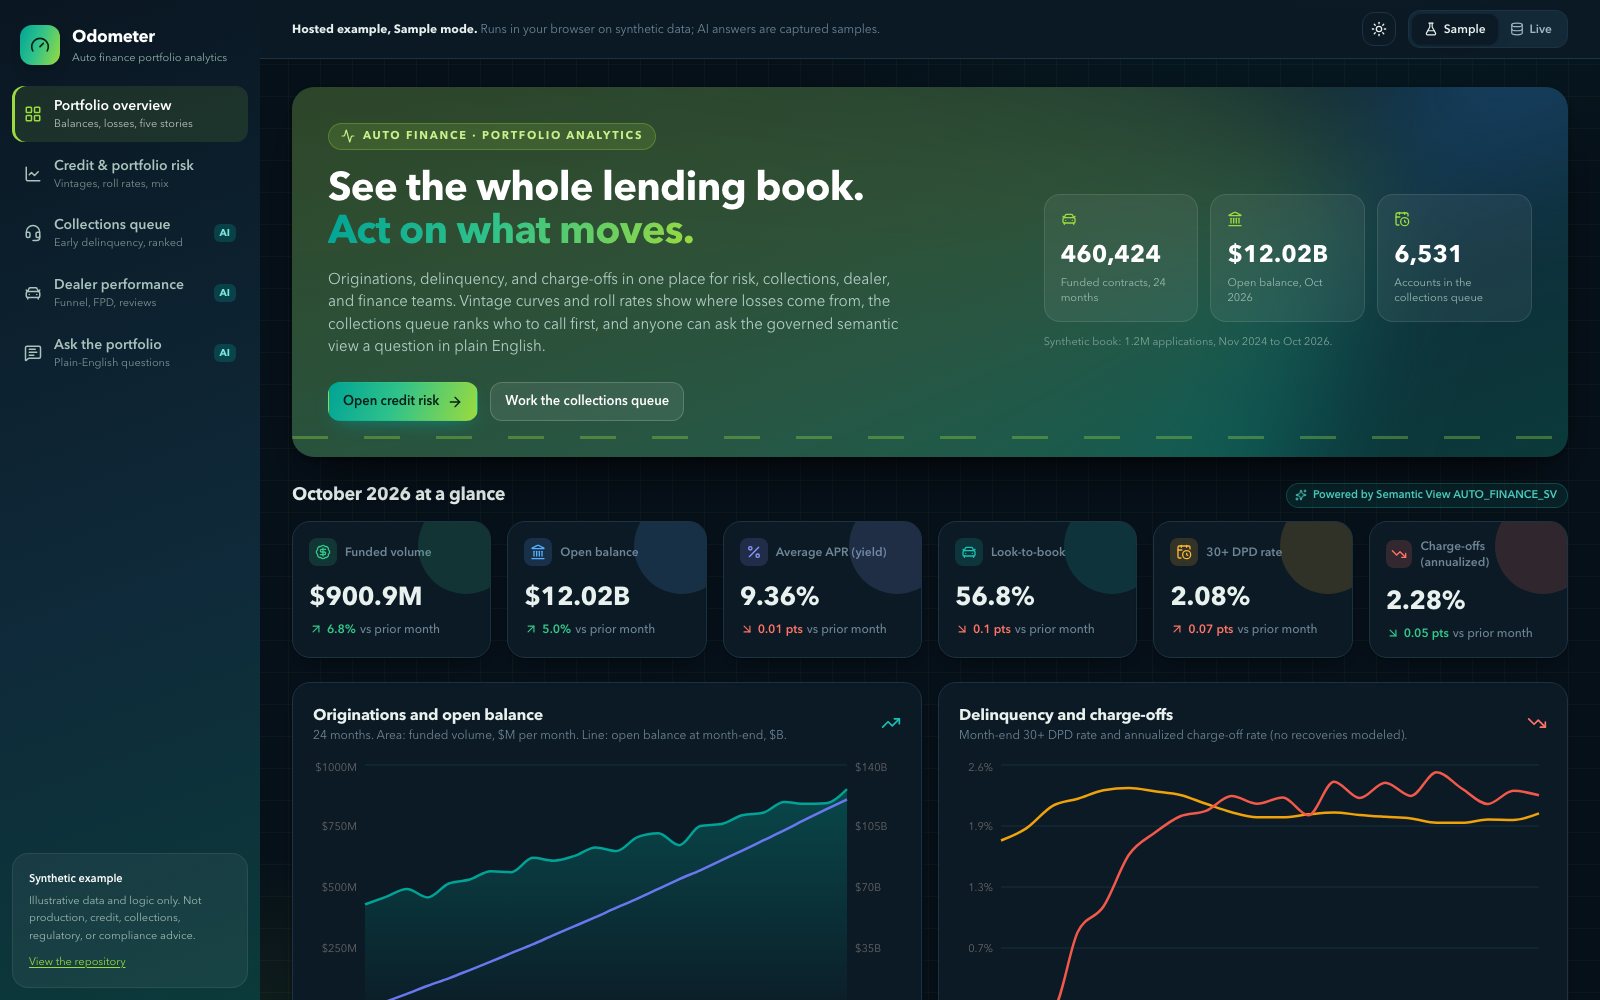 Odometer
Auto finance portfolio analytics
Portfolio overview
Balances, losses, five stories
Credit & portfolio risk
Vintages, roll rates, mix
Collections queue
Early delinquency, ranked
AI
Dealer performance
Funnel, FPD, reviews
AI
Ask the portfolio
Plain-English questions
AI
Synthetic example
Illustrative data and logic only. Not
production, credit, collections,
regulatory, or compliance advice.
View the repository
Hosted example, Sample mode. Runs in your browser on synthetic data; AI answers are captured samples.
Sample
Live
AUTO FINANCE · PORTFOLIO ANALYTICS
See the whole lending book.
Act on what moves.
Originations, delinquency, and charge-offs in one place for risk, collections, dealer,
and finance teams. Vintage curves and roll rates show where losses come from, the
collections queue ranks who to call first, and anyone can ask the governed semantic
view a question in plain English.
Open credit risk
Work the collections queue
460,424
Funded contracts, 24
months
$12.02B
Open balance, Oct
2026
6,531
Accounts in the
collections queue
Synthetic book: 1.2M applications, Nov 2024 to Oct 2026.
October 2026 at a glance
Powered by Semantic View AUTO_FINANCE_SV
Funded volume
$900.9M
6.8% vs prior month
Open balance
$12.02B
5.0% vs prior month
Average APR (yield)
9.36%
0.01 pts vs prior month
Look-to-book
56.8%
0.1 pts vs prior month
30+ DPD rate
2.08%
0.07 pts vs prior month
Charge-offs
(annualized)
2.28%
0.05 pts vs prior month
Originations and open balance
24 months. Area: funded volume, $M per month. Line: open balance at month-end, $B.
$1000M
$750M
$500M
$250M
$140B
$105B
$70B
$35B
Delinquency and charge-offs
Month-end 30+ DPD rate and annualized charge-off rate (no recoveries modeled).
2.6%
1.9%
1.3%
0.7%